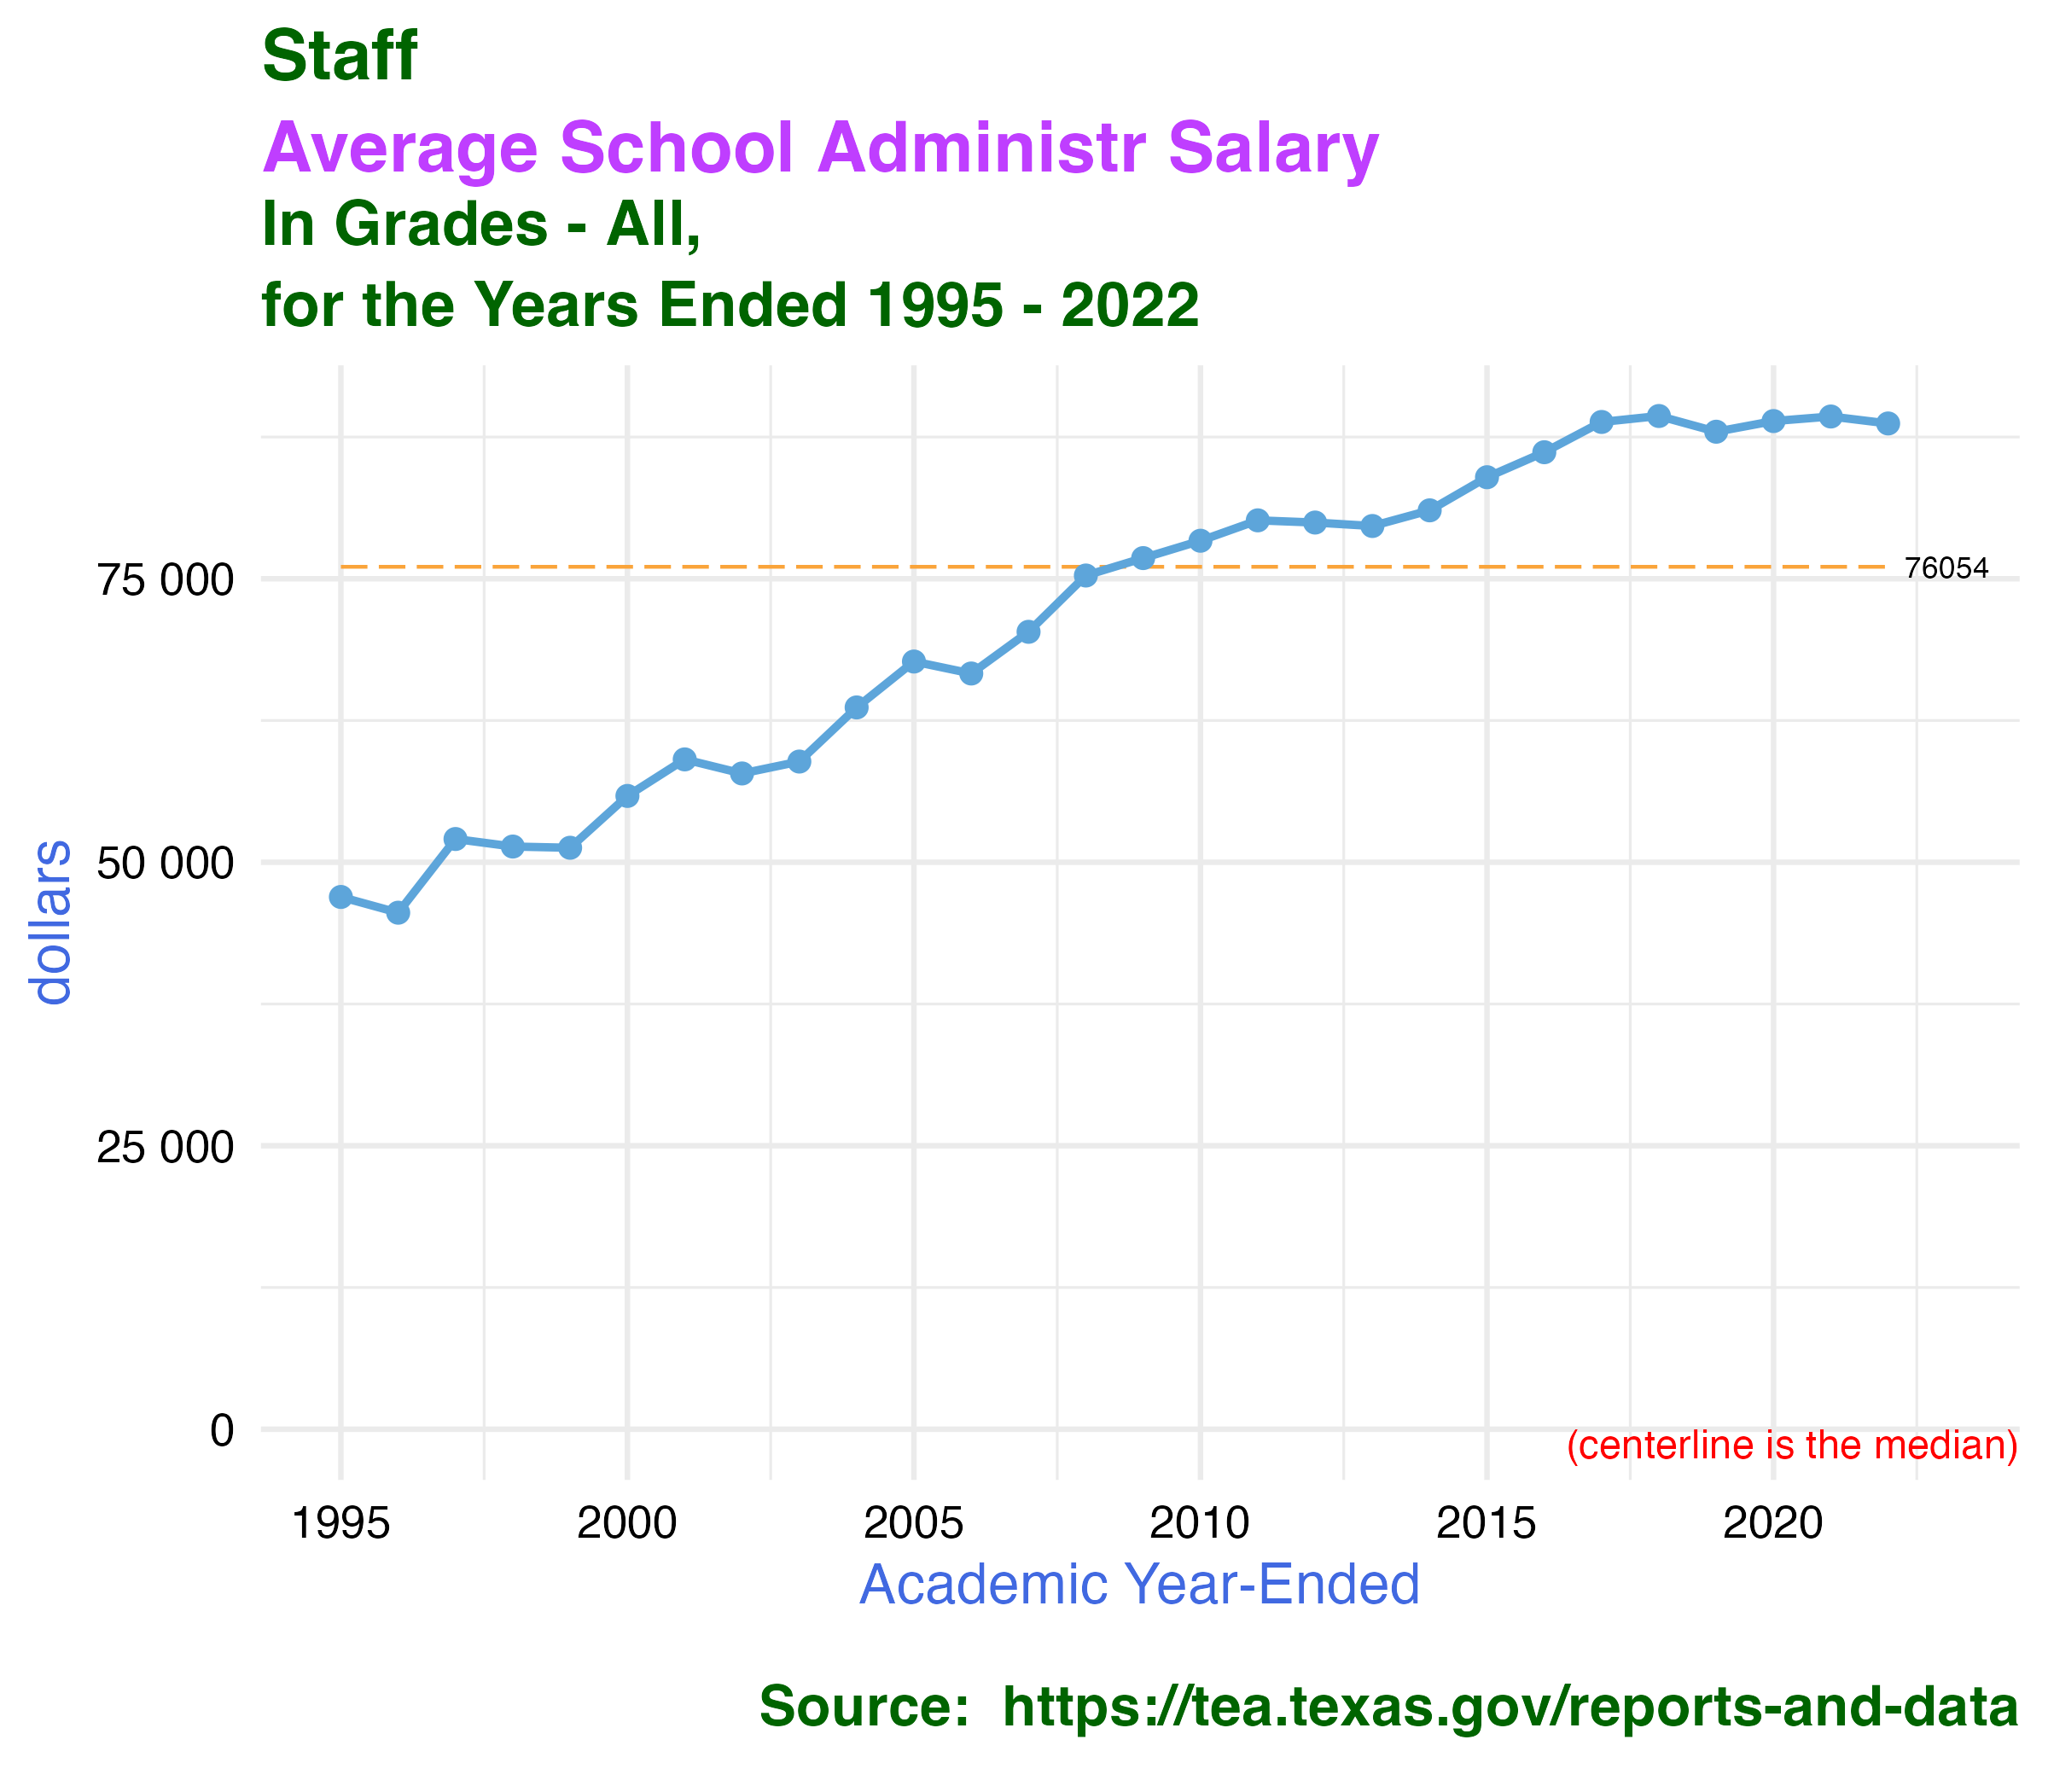 Staff
Average School Administr Salary
In Grades - All,
for the Years Ended 1995 - 2022
75 000
76054
50 000
25 000
0
dollars
(centerline is the median)
1995 2000 2005 2010 2015 2020
Academic Year-Ended
Source:  https://tea.texas.gov/reports-and-data